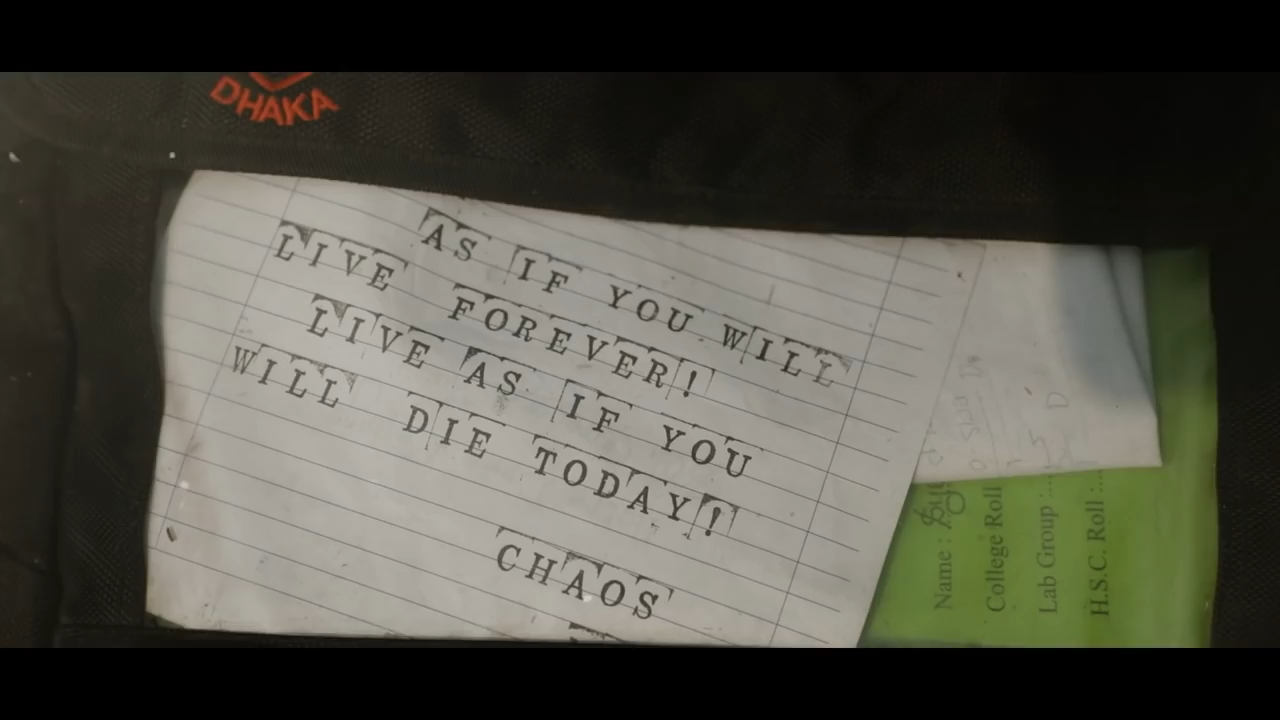 DHAKA
AS IF YOU WILL
LIVE FOREVER!
LIVE AS IF YOU
WILL DIE TODAY!
CHAOS
Name :
College Roll
Lab Group :....
H.S.C. Roll :...